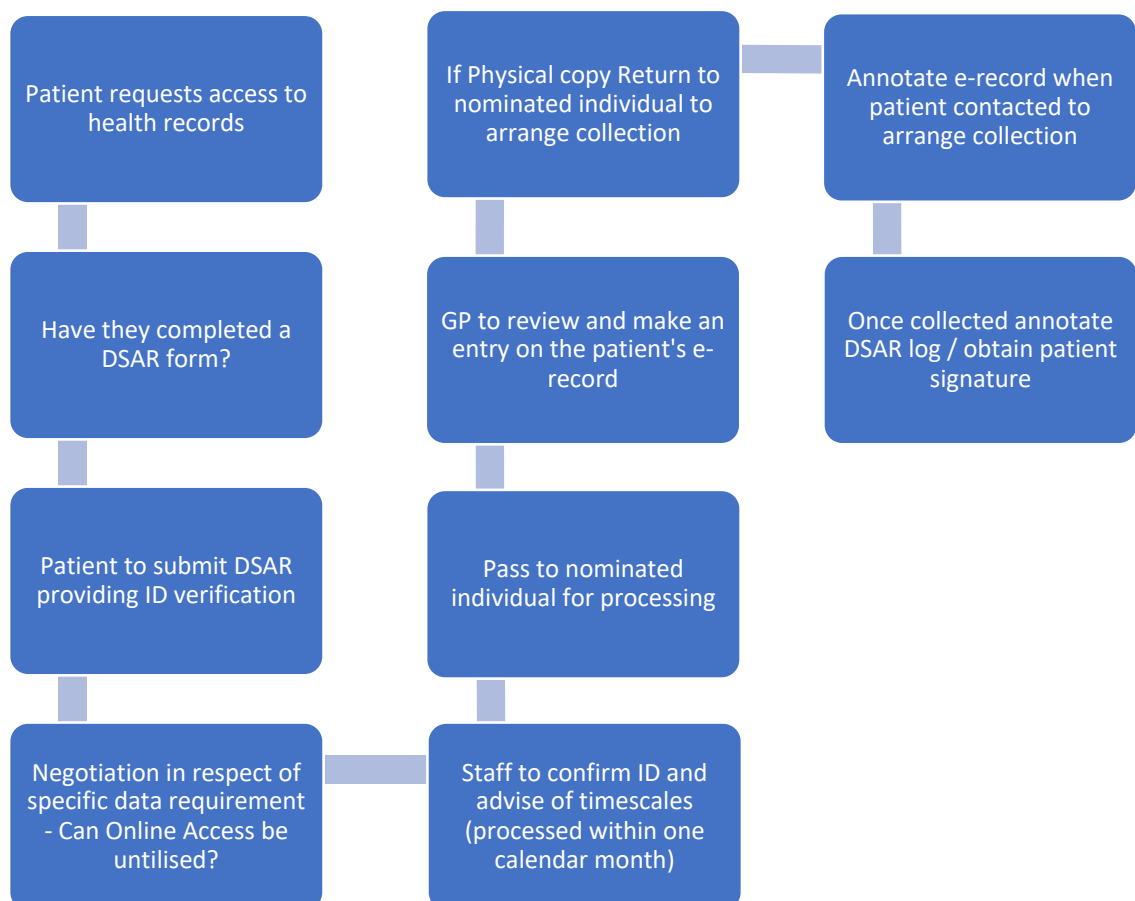 Patient requests access to
health records
Have they completed a
DSAR form?
Patient to submit DSAR
providing ID verification
Negotiation in respect of
specific data requirement
- Can Online Access be
untilised?
Staff to confirm ID and
advise of timescales
(processed within one
calendar month)
Pass to nominated
individual for processing
GP to review and make an
entry on the patient's e-
record
If Physical copy Return to
nominated individual to
arrange collection
Annotate e-record when
patient contacted to
arrange collection
Once collected annotate
DSAR log / obtain patient
signature